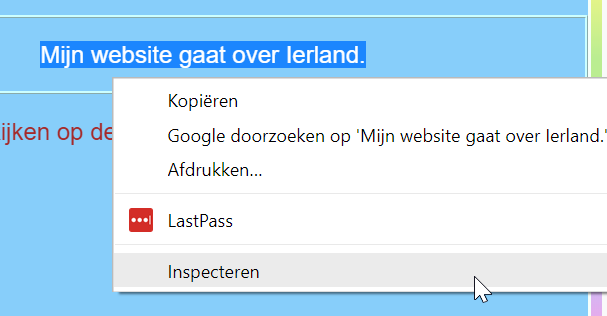 Mijn website gaat over Ierland.
Kopiëren
ijken op de
Google doorzoeken op 'Mijn website gaat over Ierland.'
Afdrukken...
LastPass
Inspecteren